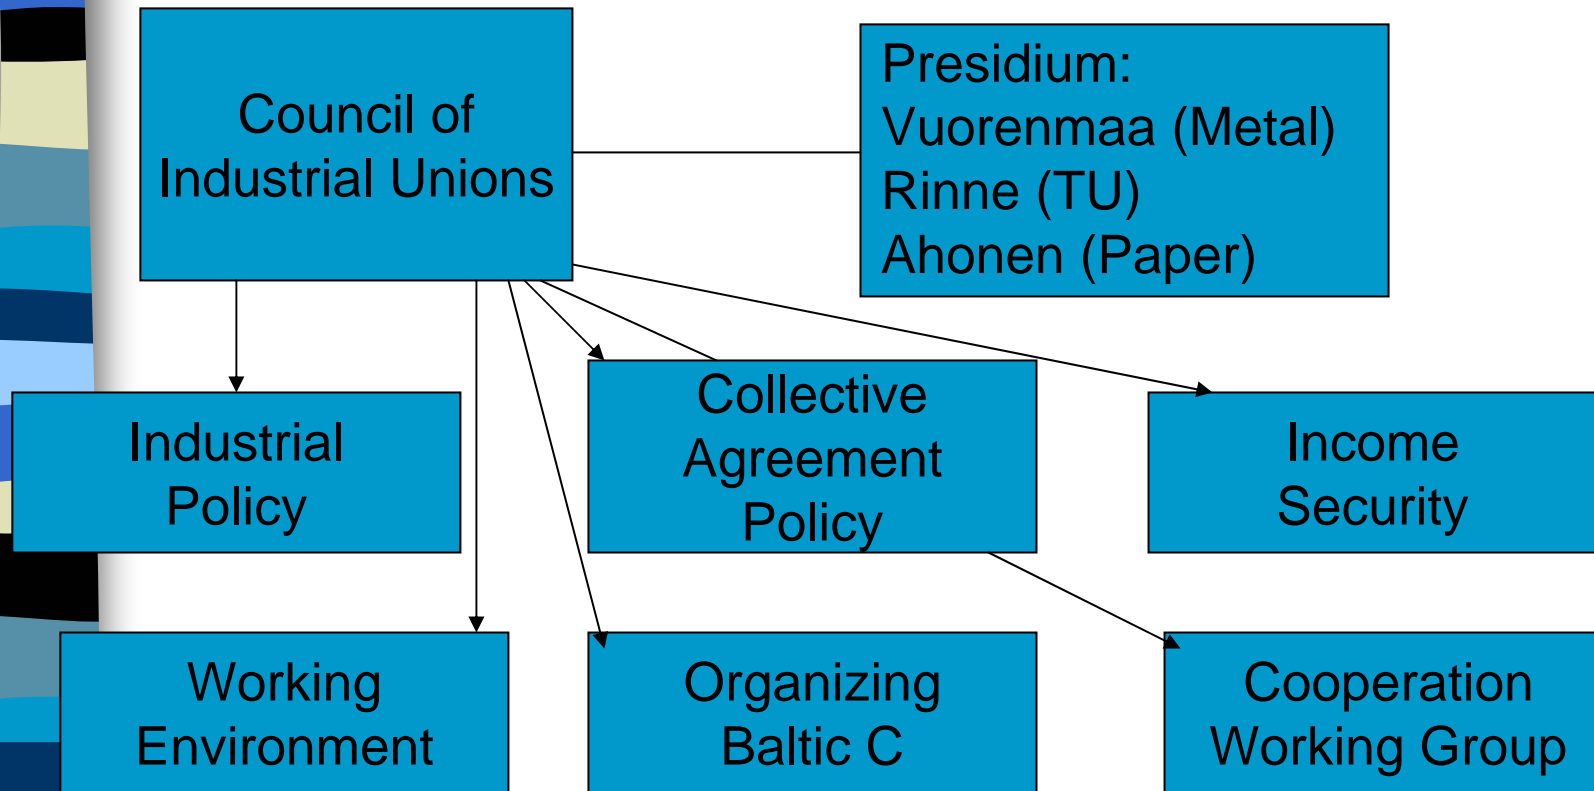 Council of
Industrial Unions
Presidium:
Vuorenmaa (Metal)
Rinne (TU)
Ahonen (Paper)
Industrial
Policy
Collective
Agreement
Policy
Income
Security
Working
Environment
Organizing
Baltic C
Cooperation
Working Group